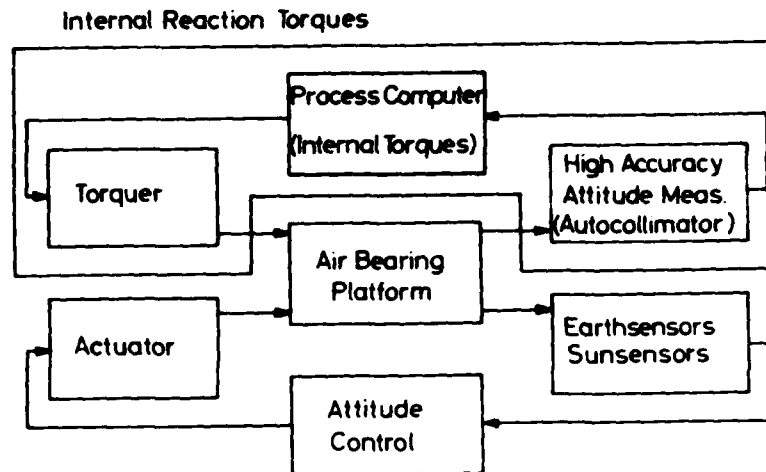 Internal Reaction Torques
Process Computer
(Internal Torques)
Torquer
High Accuracy
Attitude Meas.
(Autocollimator)
Air Bearing
Platform
Actuator
Earthsensors
Sunsensors
Attitude
Control